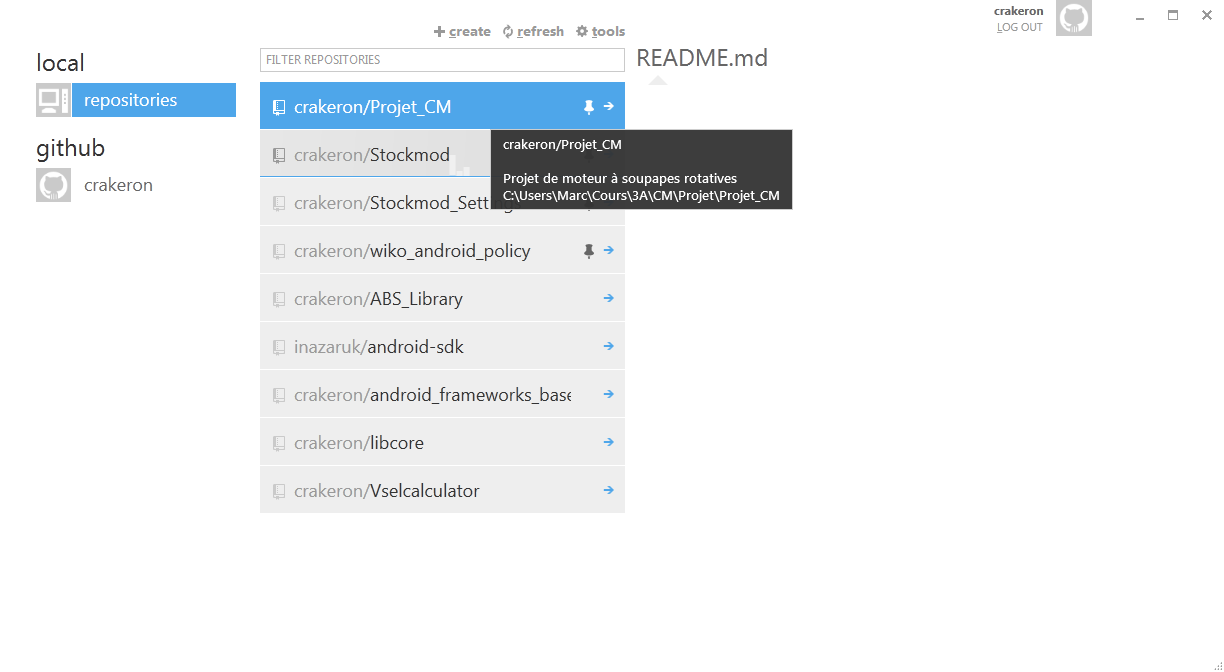 crakeron
LOG OUT
create refresh tools
local
FILTER REPOSITORIES
README.md
repositories
github
crakeron
crakeron/Projet_CM
crakeron/Stockmod
crakeron/Projet_CM
Projet de moteur à soupapes rotatives
C:\Users\Marc\Cours\3A\CM\Projet\Projet_CM
crakeron/Stockmod_Settings
crakeron/wiko_android_policy
crakeron/ABS_Library
inazaruk/android-sdk
crakeron/android_frameworks_base
crakeron/libcore
crakeron/Vselcalculator